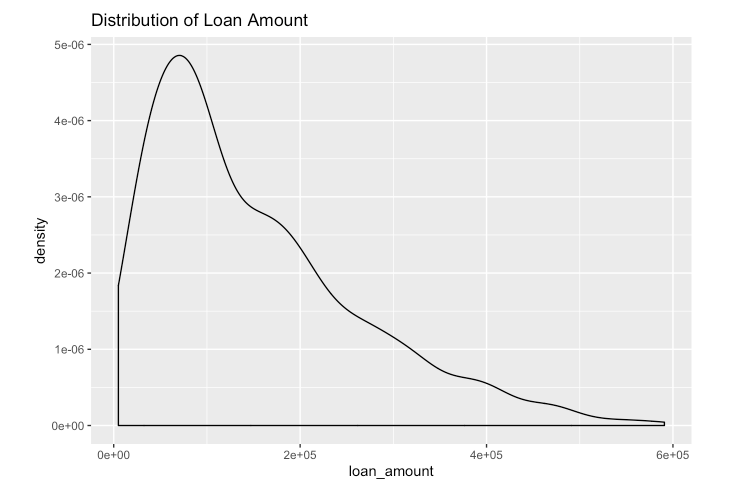 Distribution of Loan Amount
5e-06
4e-06
3e-06
2e-06
1e-06
0e+00
density
0e+00 2e+05 4e+05 6e+05
loan_amount